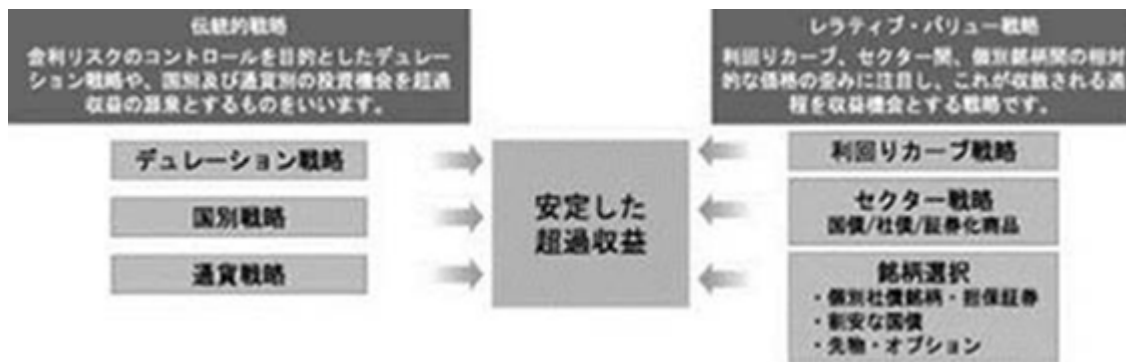 伝統的戦略
金利リスクのコントロールを目的としたデュレー
ション戦略や、国別及び通貨別の投資機会を超過
収益の源泉とするものをいいます。
デュレーション戦略
国別戦略
通貨戦略
安定した
超過収益
レラティブ・バリュー戦略
利回りカーブ、セクター間、個別銘柄間の相対
的な価格の歪みに注目し、これが収斂される過
程を収益機会とする戦略です。
利回りカーブ戦略
セクター戦略
国債/社債/証券化商品
銘柄選択
・個別社債銘柄・担保証券
・割安な国債
・先物・オプション